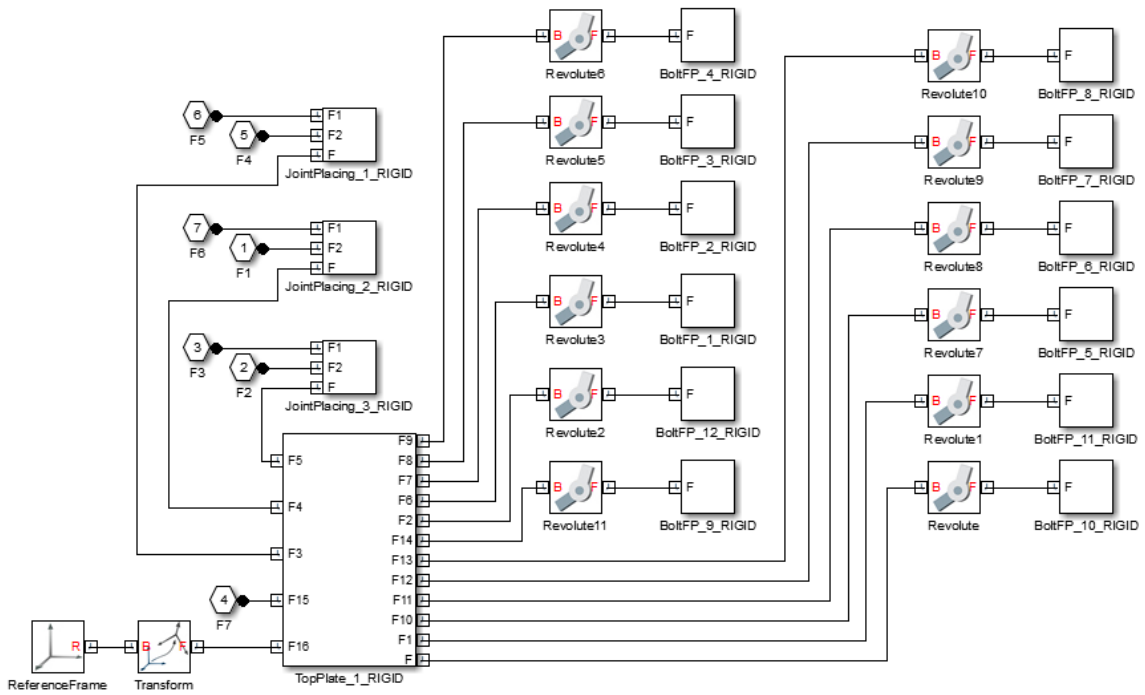 B F
Revolute6
F
BoltFP_4_RIGID
B F
Revolute10
F
BoltFP_8_RIGID
6
F5
5
F4
F1
F2
F
JointPlacing_1_RIGID
B F
Revolute5
F
BoltFP_3_RIGID
B F
Revolute9
F
BoltFP_7_RIGID
7
F6
1
F1
F1
F2
F
JointPlacing_2_RIGID
B F
Revolute4
F
BoltFP_2_RIGID
B F
Revolute8
F
BoltFP_6_RIGID
3
F3
2
F2
F1
F2
F
JointPlacing_3_RIGID
B F
Revolute3
F
BoltFP_1_RIGID
B F
Revolute7
F
BoltFP_5_RIGID
B F
Revolute2
F
BoltFP_12_RIGID
B F
Revolute1
F
BoltFP_11_RIGID
B F
Revolute11
F
BoltFP_9_RIGID
B F
Revolute
F
BoltFP_10_RIGID
F5
F4
F3
F15
F16
F9
F8
F7
F6
F2
F14
F13
F12
F11
F10
F1
F
TopPlate_1_RIGID
4
F7
R
ReferenceFrame
B F
Transform